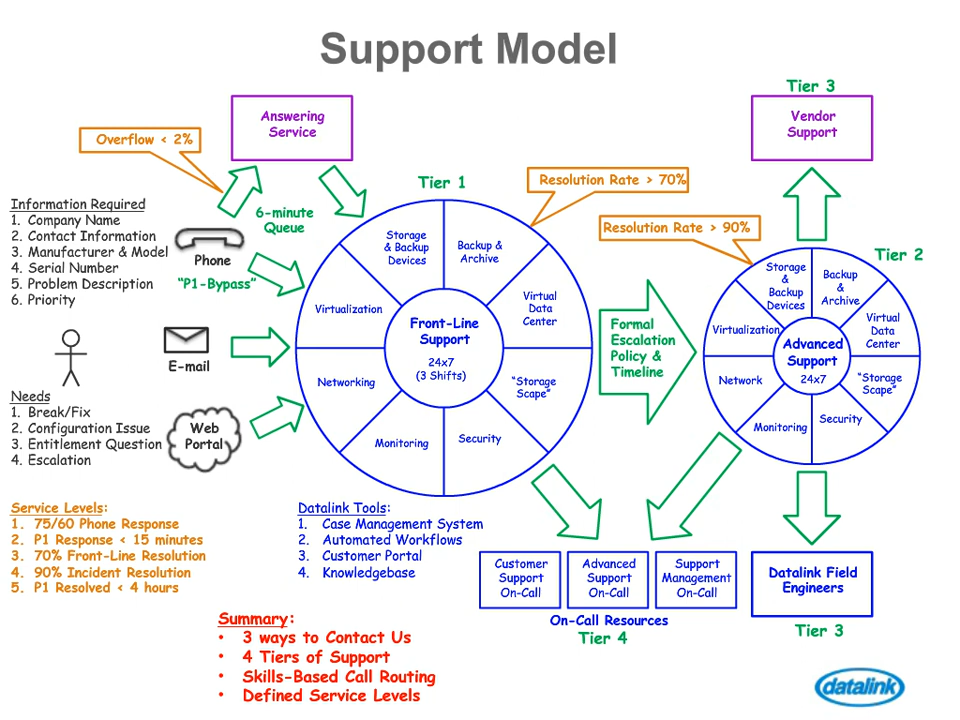 Support Model
Tier 3
Answering
Service
Vendor
Support
Overflow < 2%
Tier 1
Resolution Rate > 70%
Information Required
1. Company Name
2. Contact Information
3. Manufacturer & Model
4. Serial Number
5. Problem Description
6. Priority
6-minute
Queue
Phone
"P1-Bypass"
Resolution Rate > 90%
Tier 2
Storage
& Backup
Devices
Backup &
Archive
Virtualization
Virtual
Data
Center
Front-Line
Support
24x7
(3 Shifts)
Networking
"Storage
Scape"
Monitoring
Security
Formal
Escalation
Policy &
Timeline
Storage
&
Backup
Devices
Backup
&
Archive
Virtualization
Virtual
Data
Center
Advanced
Support
24x7
Network
"Storage
Scape"
Monitoring
Security
E-mail
Needs
1. Break/Fix
2. Configuration Issue
3. Entitlement Question
4. Escalation
Web
Portal
Service Levels:
1. 75/60 Phone Response
2. P1 Response < 15 minutes
3. 70% Front-Line Resolution
4. 90% Incident Resolution
5. P1 Resolved < 4 hours
Datalink Tools:
1. Case Management System
2. Automated Workflows
3. Customer Portal
4. Knowledgebase
Customer
Support
On-Call
Advanced
Support
On-Call
Support
Management
On-Call
Datalink Field
Engineers
On-Call Resources
Tier 4
Tier 3
Summary:
• 3 ways to Contact Us
• 4 Tiers of Support
• Skills-Based Call Routing
• Defined Service Levels
datalink